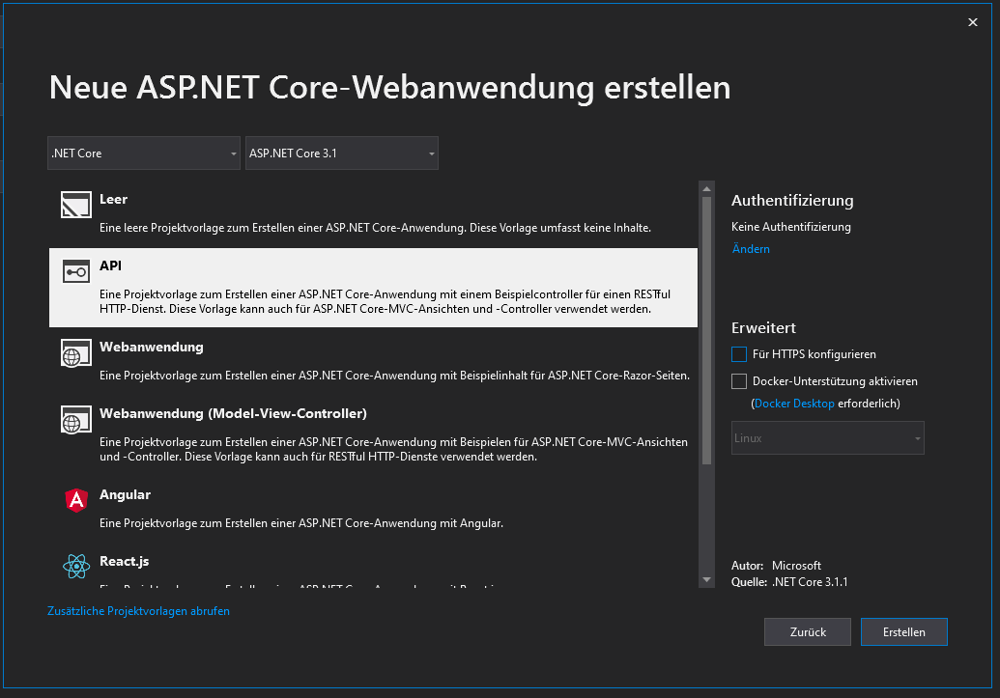 Neue ASP.NET Core-Webanwendung erstellen
.NET Core
ASP.NET Core 3.1
Leer
Eine leere Projektvorlage zum Erstellen einer ASP.NET Core-Anwendung. Diese Vorlage umfasst keine Inhalte.
API
Eine Projektvorlage zum Erstellen einer ASP.NET Core-Anwendung mit einem Beispielcontroller für einen RESTful
HTTP-Dienst. Diese Vorlage kann auch für ASP.NET Core-MVC-Ansichten und -Controller verwendet werden.
Webanwendung
Eine Projektvorlage zum Erstellen einer ASP.NET Core-Anwendung mit Beispielinhalt für ASP.NET Core-Razor-Seiten.
Webanwendung (Model-View-Controller)
Eine Projektvorlage zum Erstellen einer ASP.NET Core-Anwendung mit Beispielen für ASP.NET Core-MVC-Ansichten
und -Controller. Diese Vorlage kann auch für RESTful HTTP-Dienste verwendet werden.
Angular
Eine Projektvorlage zum Erstellen einer ASP.NET Core-Anwendung mit Angular.
React.js
Zusätzliche Projektvorlagen abrufen
Authentifizierung
Keine Authentifizierung
Ändern
Erweitert
Für HTTPS konfigurieren
Docker-Unterstützung aktivieren
(Docker Desktop erforderlich)
Linux
Autor: Microsoft
Quelle: .NET Core 3.1.1
Zurück
Erstellen